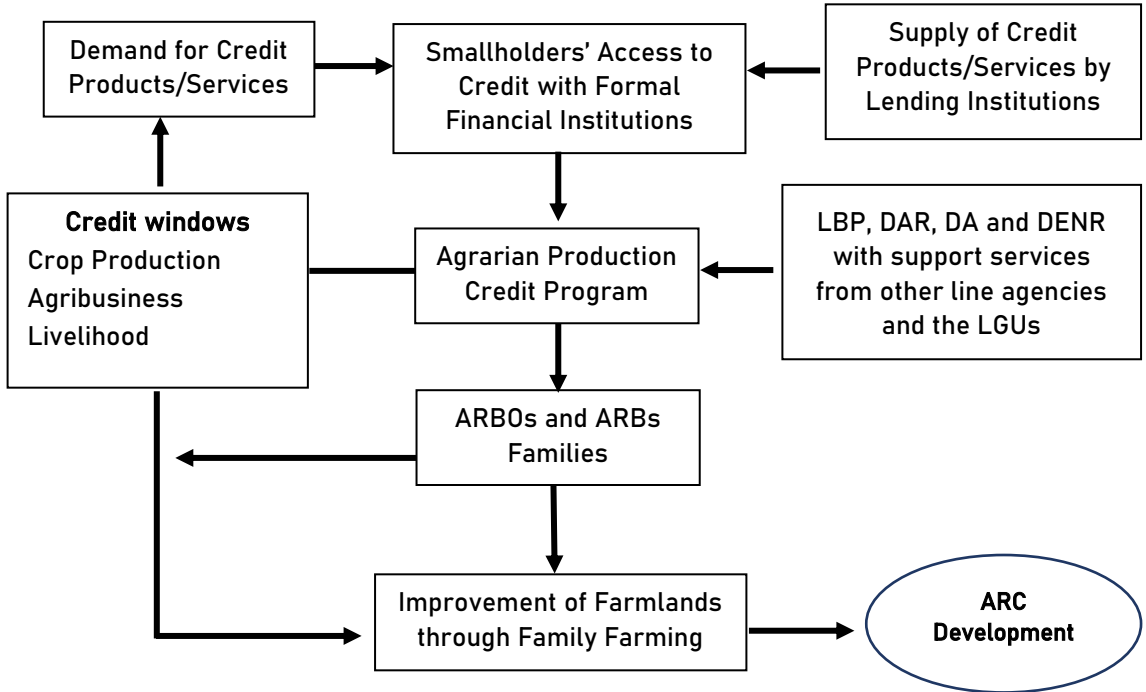 Demand for Credit
Products/Services
Smallholders’ Access to
Credit with Formal
Financial Institutions
Supply of Credit
Products/Services by
Lending Institutions
Credit windows
Crop Production
Agribusiness
Livelihood
Agrarian Production
Credit Program
LBP, DAR, DA and DENR
with support services
from other line agencies
and the LGUs
ARBOs and ARBs
Families
Improvement of Farmlands
through Family Farming
ARC
Development